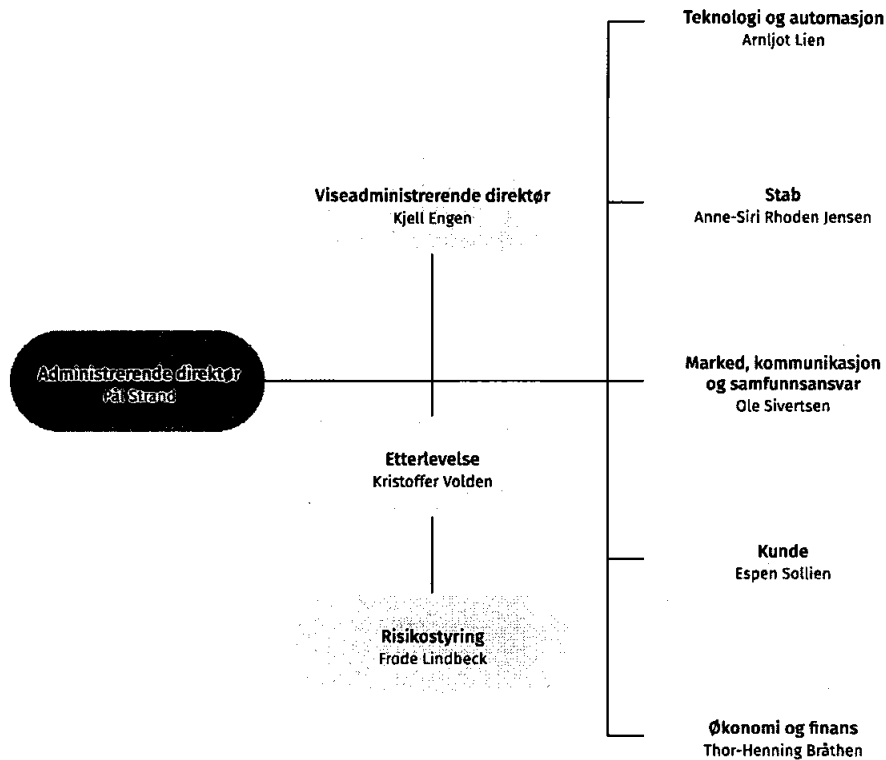 Teknologi og automasjon
Arnljot Lien
Viseadministrerende direktør
Kjell Engen
Stab
Anne-Siri Rhoden Jensen
Administrerende direktør
Pål Strand
Marked, kommunikasjon
og samfunnsansvar
Ole Sivertsen
Etterlevelse
Kristoffer Volden
Kunde
Espen Sollien
Risikostyring
Frode Lindbeck
Økonomi og finans
Thor-Henning Bråthen